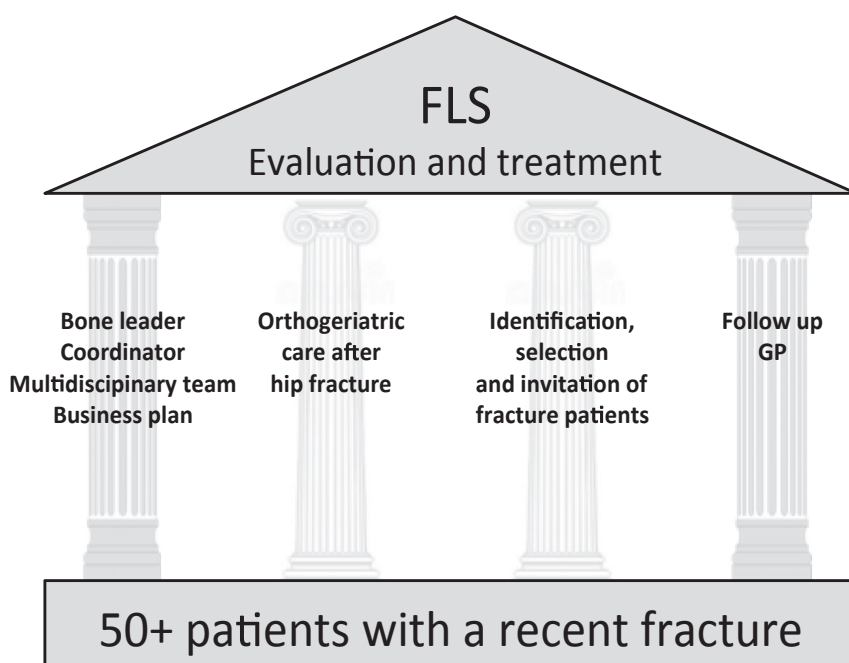 FLS
Evaluation and treatment
Bone leader
Coordinator
Multidiscipinary team
Business plan
Orthogeriatric
care after
hip fracture
Identification,
selection
and invitation of
fracture patients
Follow up
GP
50+ patients with a recent fracture